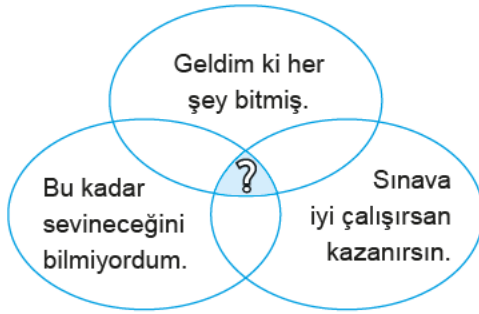 Geldim ki her
şey bitmiş.
?
Bu kadar
sevineceğini
bilmiyordum.
Sınava
iyi çalışırsan
kazanırsın.